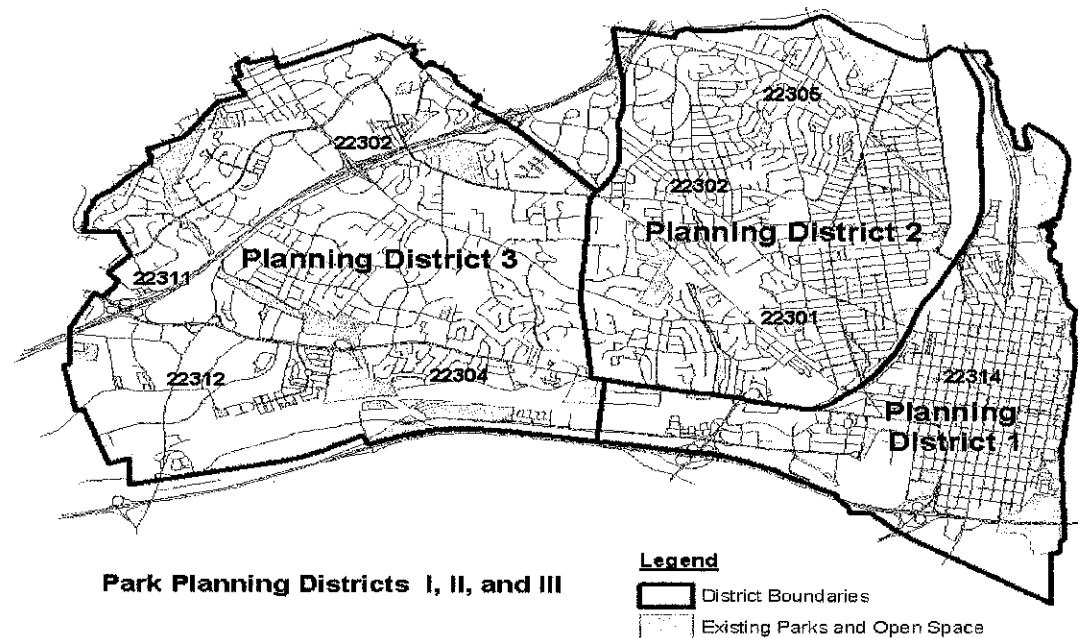 22305
22302
22302
Planning District 2
Planning District 3
22311
22301
22312
22304
22314
Planning
District 1
Park Planning Districts I, II, and III
Legend
District Boundaries
Existing Parks and Open Space